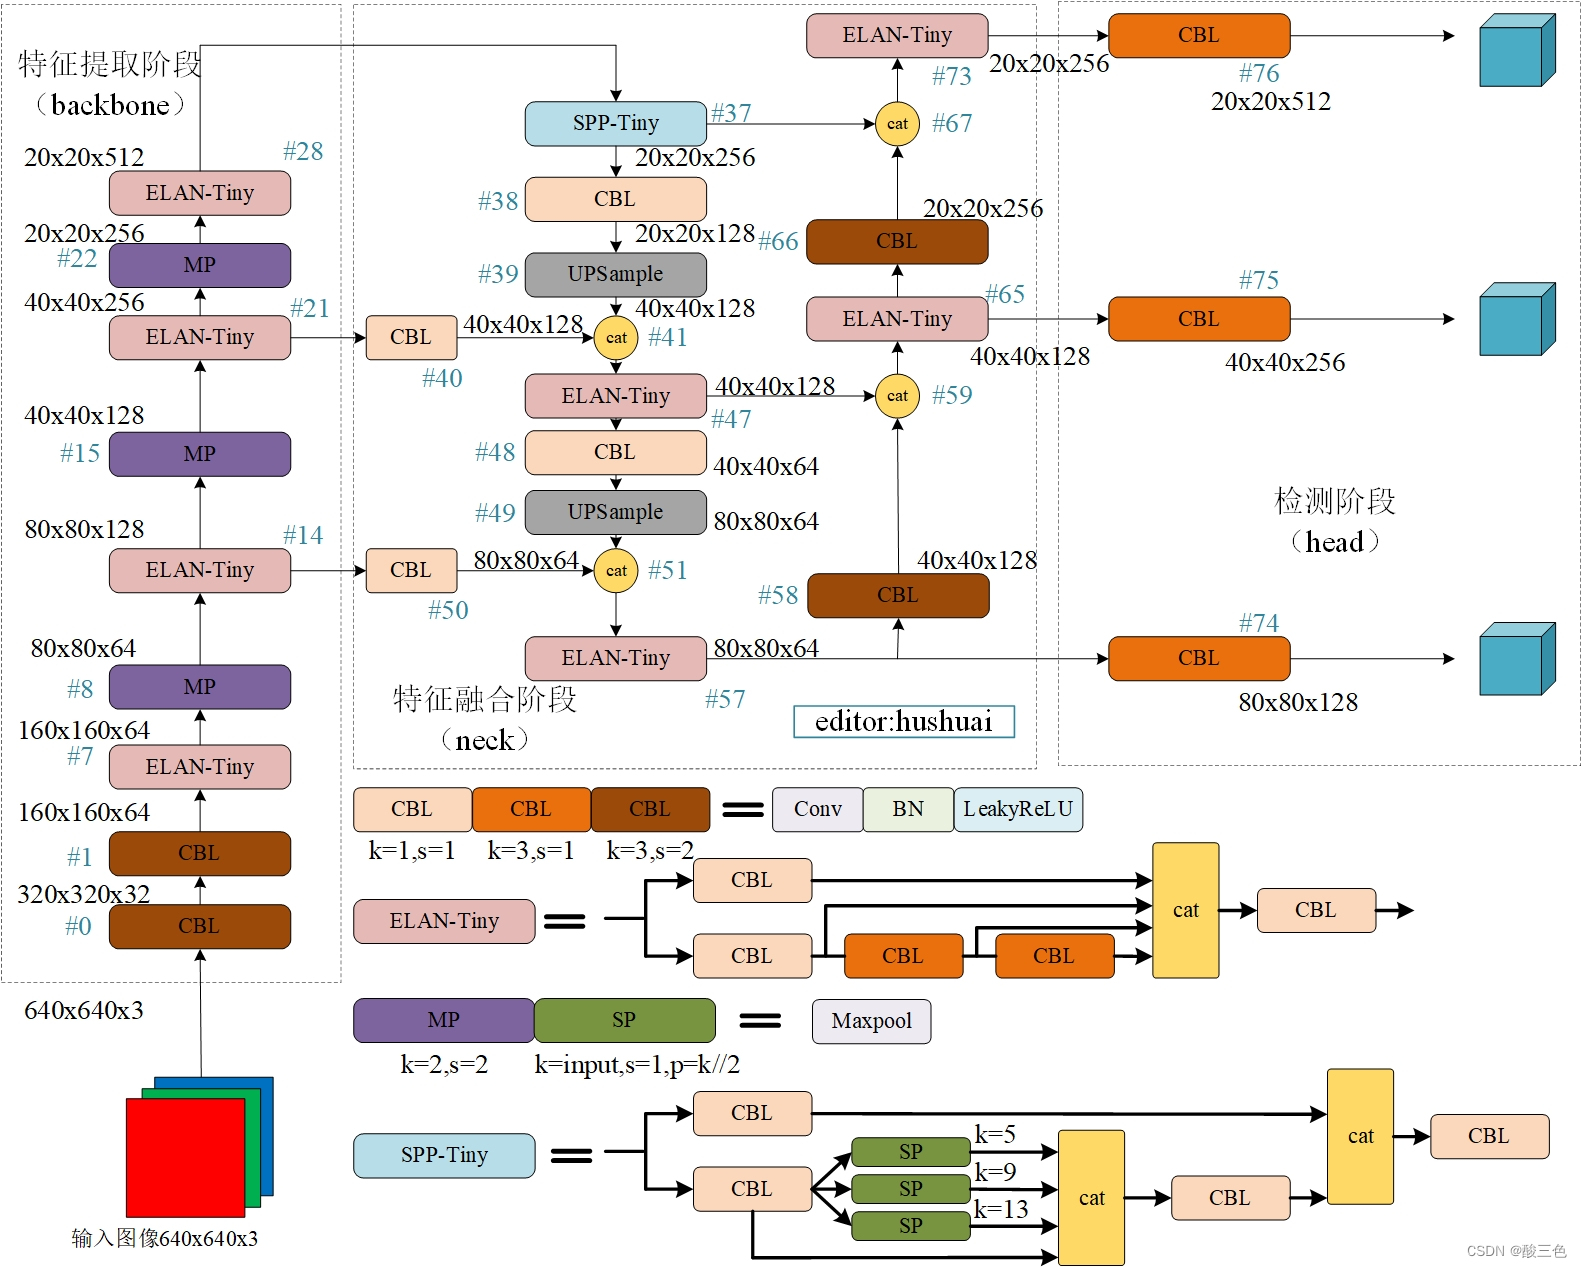 特征提取阶段
（backbone）
20x20x512
#28
ELAN-Tiny
20x20x256
#22
MP
40x40x256
#21
ELAN-Tiny
40x40x128
#15
MP
80x80x128
#14
ELAN-Tiny
80x80x64
#8
MP
160x160x64
#7
ELAN-Tiny
160x160x64
#1
CBL
320x320x32
#0
CBL
640x640x3
输入图像640x640x3
SPP-Tiny
#37
20x20x256
#38
CBL
20x20x128
#39
UPSample
40x40x128
CBL
40x40x128
cat
#41
#40
ELAN-Tiny
40x40x128
#47
#48
CBL
40x40x64
#49
UPSample
80x80x64
CBL
80x80x64
cat
#51
#50
ELAN-Tiny
80x80x64
#57
特征融合阶段
（neck）
ELAN-Tiny
#73
20x20x256
cat
#67
20x20x256
#66
CBL
#65
ELAN-Tiny
40x40x128
cat
#59
40x40x128
#58
CBL
editor:hushuai
CBL
#76
20x20x512
#75
CBL
40x40x256
检测阶段
（head）
#74
CBL
80x80x128
CBL CBL CBL Conv BN LeakyReLU
k=1,s=1 k=3,s=1 k=3,s=2
ELAN-Tiny
CBL
CBL CBL CBL
cat
CBL
MP SP Maxpool
k=2,s=2 k=input,s=1,p=k//2
SPP-Tiny
CBL
CBL
SP k=5
SP k=9
SP k=13
cat
CBL
cat
CBL
CSDN @酸三色